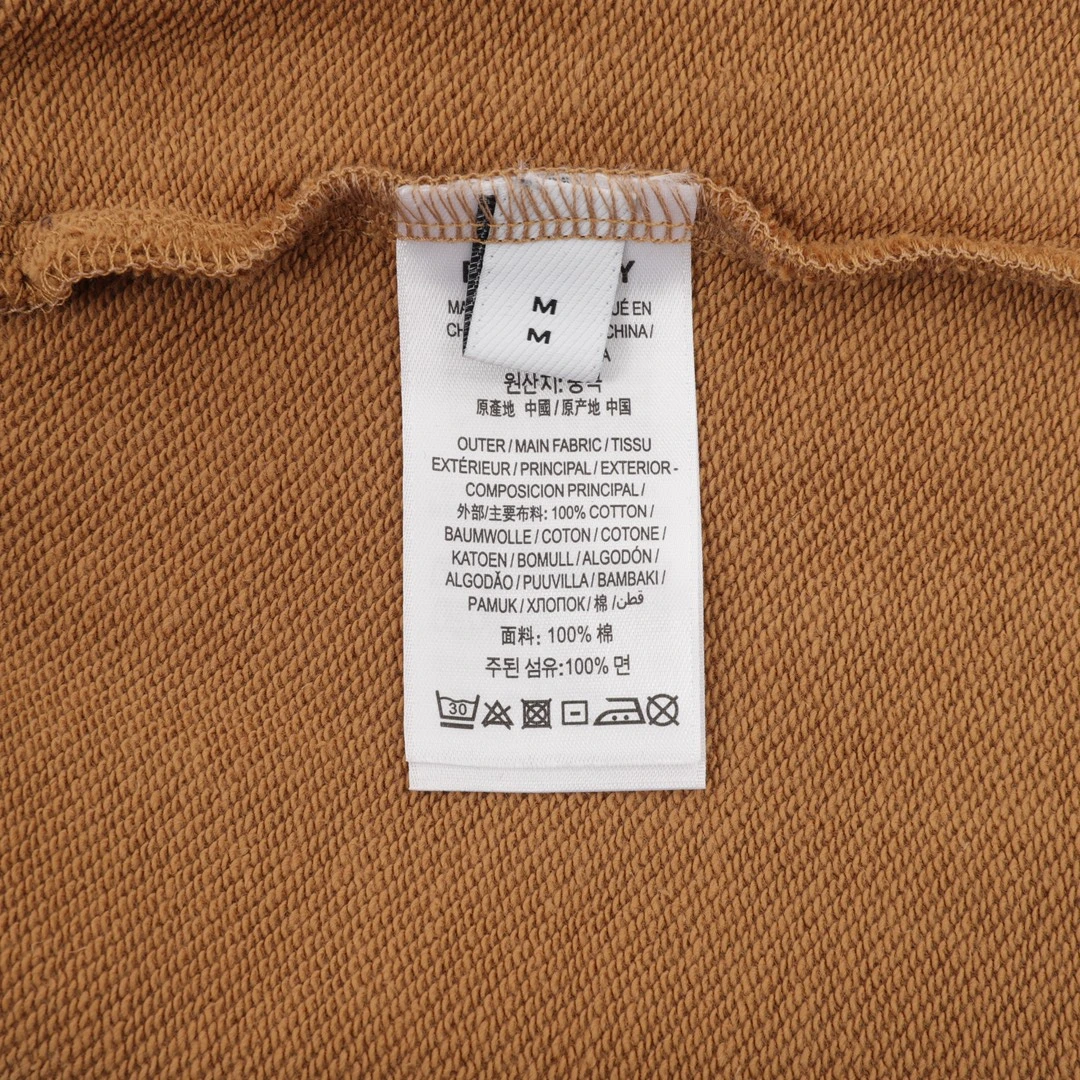 M
M
UÉ EN
CHINA /
원산지: 중국
原產地 中國 / 原产地 中国
OUTER / MAIN FABRIC / TISSU
EXTÉRIEUR / PRINCIPAL / EXTERIOR -
COMPOSICION PRINCIPAL /
外部/主要布料: 100% COTTON /
BAUMWOLLE / COTON / COTONE /
KATOEN / BOMULL / ALGODÓN /
ALGODÃO / PUUVILLA / BAMBAKI /
PAMUK / ХЛОПОК / 棉 / قطن
面料: 100% 棉
주된 섬유:100% 면
30